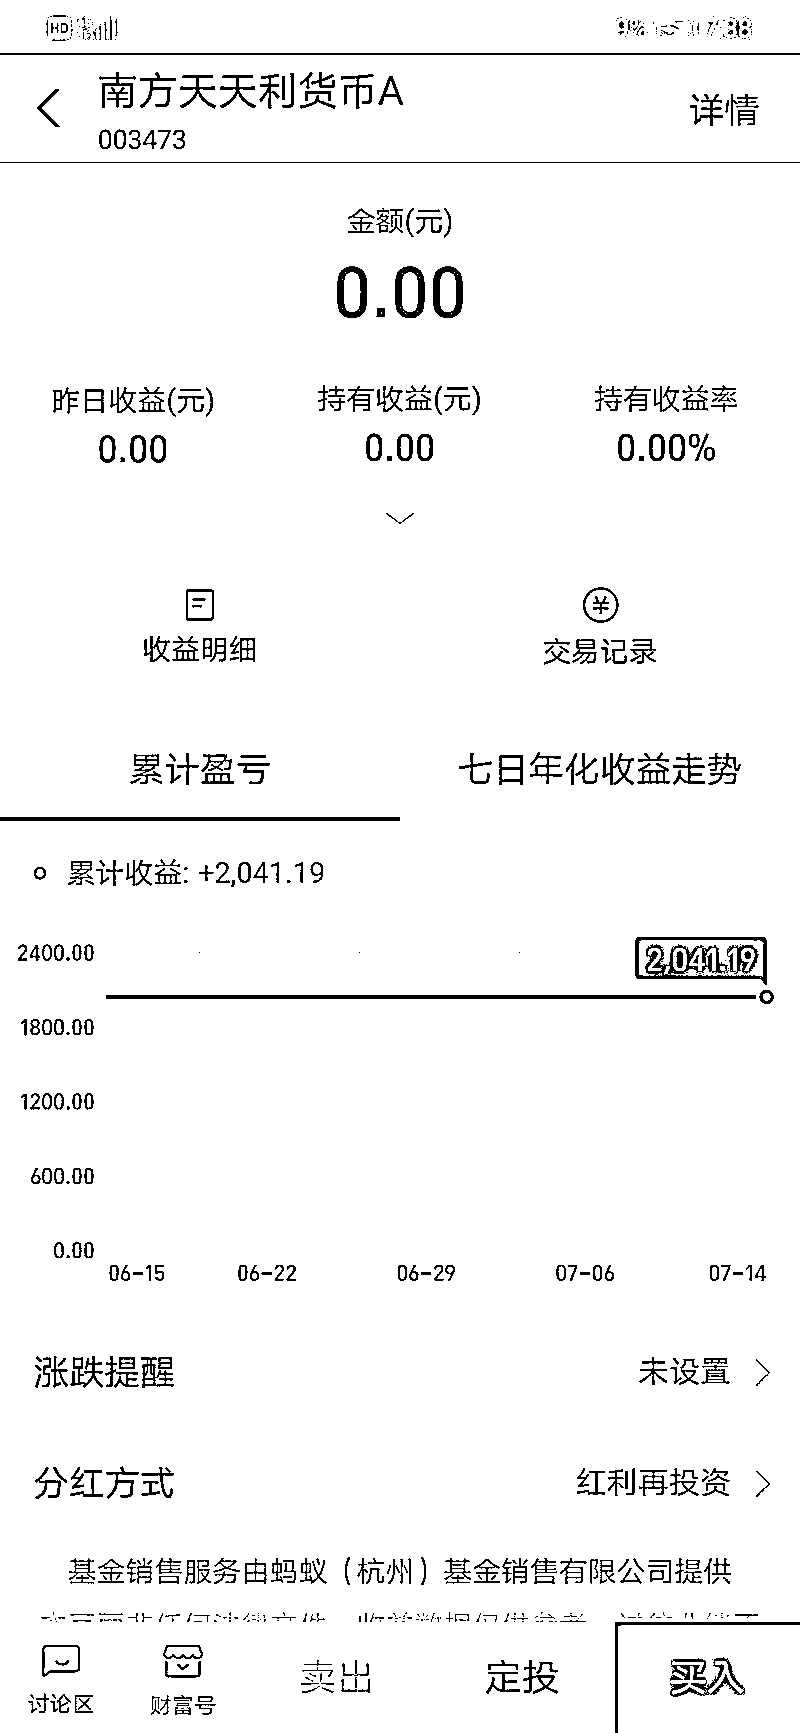 HD
南方天天利货币A
003473
详情
金额(元)
0.00
昨日收益(元) 持有收益(元) 持有收益率
0.00 0.00 0.00%
收益明细 交易记录
累计盈亏 七日年化收益走势
累计收益: +2,041.19
2400.00
2,041.19
1800.00
1200.00
600.00
0.00
06-15 06-22 06-29 07-06 07-14
涨跌提醒 未设置
分红方式 红利再投资
基金销售服务由蚂蚁（杭州）基金销售有限公司提供
讨论区 财富号 卖出 定投 买入